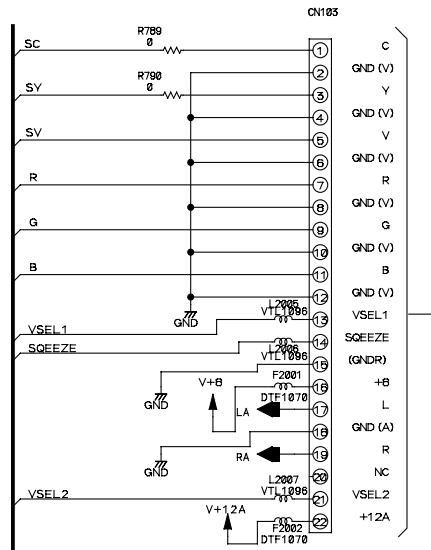 CN103
SC R789 0 1 C
2 GND (V)
SY R790 0 3 Y
4 GND (V)
SV 5 V
6 GND (V)
R 7 R
8 GND (V)
G 9 G
10 GND (V)
B 11 B
12 GND (V)
GND
L2005
VTL1096 13 VSEL1
VSEL1
14 SQEEZE
SQEEZE
L2006
VTL1096 15 (GNDR)
GND
V+8 F2001 16 +8
DTF1070
LA 17 L
18 GND (A)
GND
RA 19 R
20 NC
L2007
VTL1096
VSEL2 21 VSEL2
V+12A 22 +12A
F2002
DTF1070